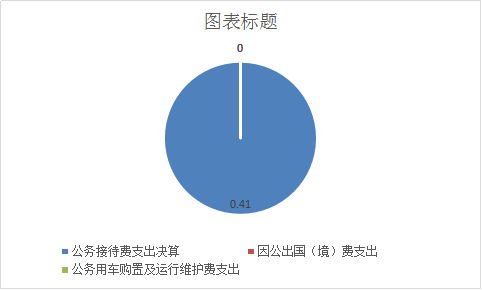 图表标题
0
0.41
公务接待费支出决算 因公出国（境）费支出
公务用车购置及运行维护费支出